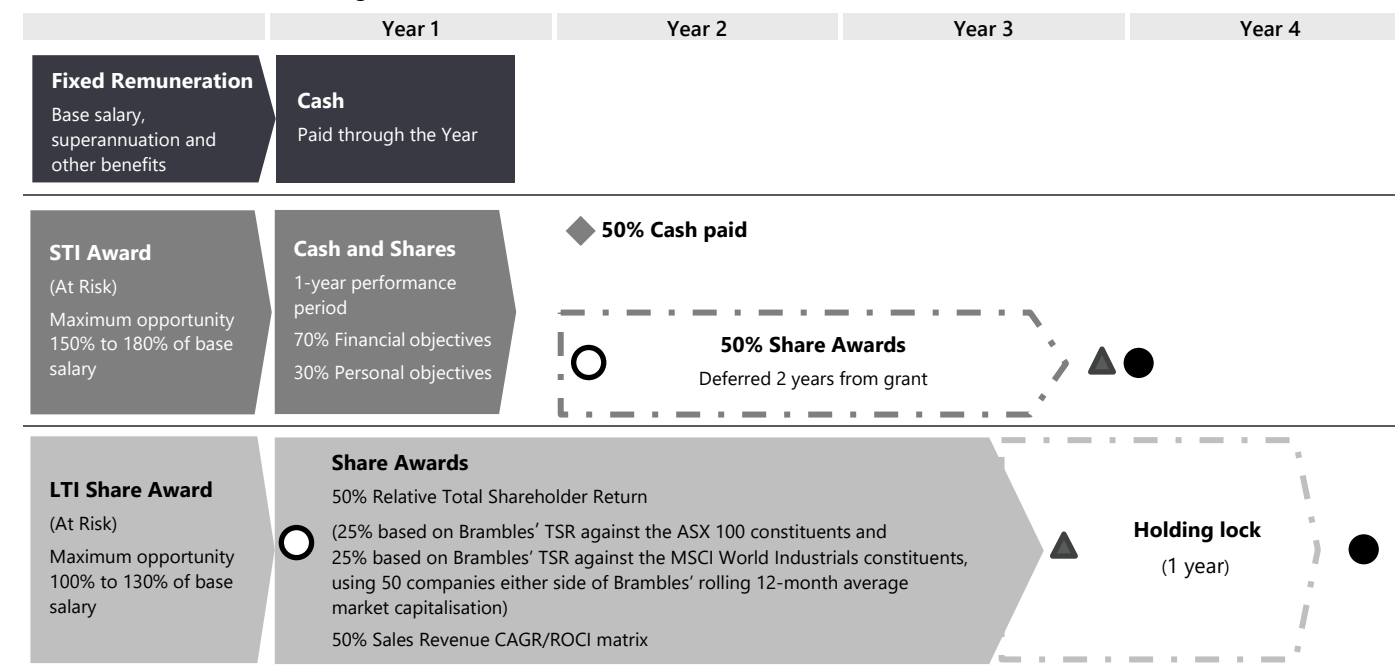 Year 1
Year 2
Year 3
Year 4
Fixed Remuneration
Base salary,
superannuation and
other benefits
Cash
Paid through the Year
STI Award
(At Risk)
Maximum opportunity
150% to 180% of base
salary
Cash and Shares
1-year performance
period
70% Financial objectives
30% Personal objectives
50% Cash paid
50% Share Awards
Deferred 2 years from grant
LTI Share Award
(At Risk)
Maximum opportunity
100% to 130% of base
salary
Share Awards
50% Relative Total Shareholder Return
(25% based on Brambles’ TSR against the ASX 100 constituents and
25% based on Brambles’ TSR against the MSCI World Industrials constituents,
using 50 companies either side of Brambles’ rolling 12-month average
market capitalisation)
50% Sales Revenue CAGR/ROCI matrix
Holding lock
(1 year)